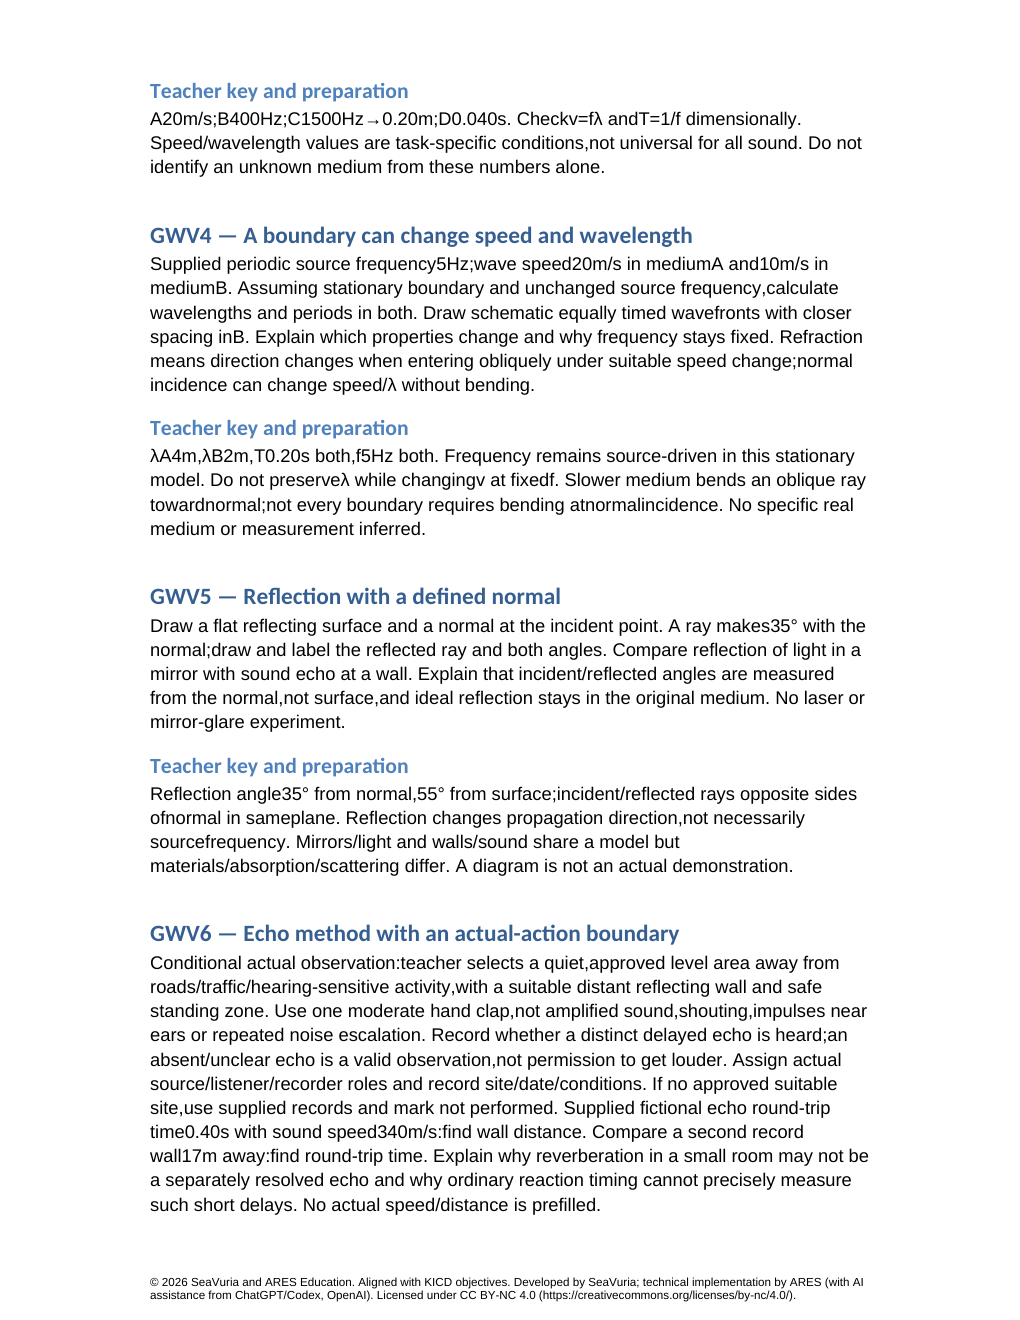 Teacher key and preparation
A20m/s;B400Hz;C1500Hz→0.20m;D0.040s. Checkv=fλ andT=1/f dimensionally.
Speed/wavelength values are task-specific conditions,not universal for all sound. Do not
identify an unknown medium from these numbers alone.
GWV4 — A boundary can change speed and wavelength
Supplied periodic source frequency5Hz;wave speed20m/s in mediumA and10m/s in
mediumB. Assuming stationary boundary and unchanged source frequency,calculate
wavelengths and periods in both. Draw schematic equally timed wavefronts with closer
spacing inB. Explain which properties change and why frequency stays fixed. Refraction
means direction changes when entering obliquely under suitable speed change;normal
incidence can change speed/λ without bending.
Teacher key and preparation
λA4m,λB2m,T0.20s both,f5Hz both. Frequency remains source-driven in this stationary
model. Do not preserveλ while changingv at fixedf. Slower medium bends an oblique ray
towardnormal;not every boundary requires bending atnormalincidence. No specific real
medium or measurement inferred.
GWV5 — Reflection with a defined normal
Draw a flat reflecting surface and a normal at the incident point. A ray makes35° with the
normal;draw and label the reflected ray and both angles. Compare reflection of light in a
mirror with sound echo at a wall. Explain that incident/reflected angles are measured
from the normal,not surface,and ideal reflection stays in the original medium. No laser or
mirror-glare experiment.
Teacher key and preparation
Reflection angle35° from normal,55° from surface;incident/reflected rays opposite sides
ofnormal in sameplane. Reflection changes propagation direction,not necessarily
sourcefrequency. Mirrors/light and walls/sound share a model but
materials/absorption/scattering differ. A diagram is not an actual demonstration.
GWV6 — Echo method with an actual-action boundary
Conditional actual observation:teacher selects a quiet,approved level area away from
roads/traffic/hearing-sensitive activity,with a suitable distant reflecting wall and safe
standing zone. Use one moderate hand clap,not amplified sound,shouting,impulses near
ears or repeated noise escalation. Record whether a distinct delayed echo is heard;an
absent/unclear echo is a valid observation,not permission to get louder. Assign actual
source/listener/recorder roles and record site/date/conditions. If no approved suitable
site,use supplied records and mark not performed. Supplied fictional echo round-trip
time0.40s with sound speed340m/s:find wall distance. Compare a second record
wall17m away:find round-trip time. Explain why reverberation in a small room may not be
a separately resolved echo and why ordinary reaction timing cannot precisely measure
such short delays. No actual speed/distance is prefilled.
© 2026 SeaVuria and ARES Education. Aligned with KICD objectives. Developed by SeaVuria; technical implementation by ARES (with AI
assistance from ChatGPT/Codex, OpenAI). Licensed under CC BY-NC 4.0 (https://creativecommons.org/licenses/by-nc/4.0/).